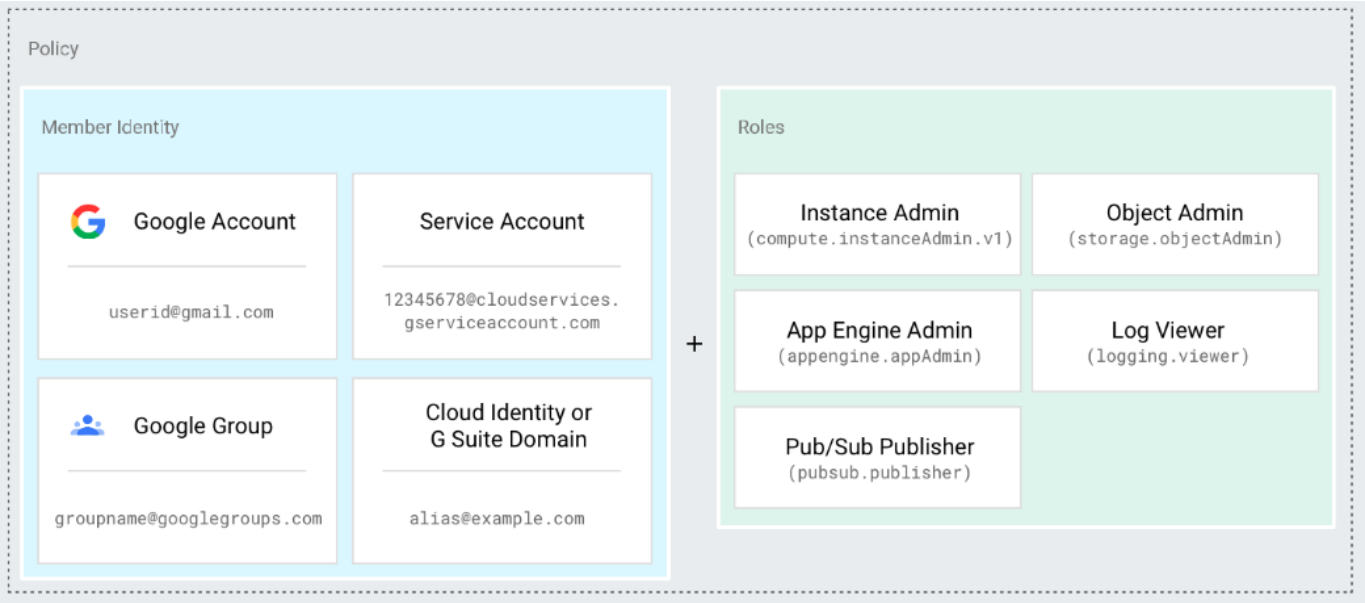 Policy
Member Identity
Google Account
userid@gmail.com
Service Account
12345678@cloudservices.
gserviceaccount.com
Google Group
groupname@googlegroups.com
Cloud Identity or
G Suite Domain
alias@example.com
+
Roles
Instance Admin
(compute.instanceAdmin.v1)
Object Admin
(storage.objectAdmin)
App Engine Admin
(appengine.appAdmin)
Log Viewer
(logging.viewer)
Pub/Sub Publisher
(pubsub.publisher)